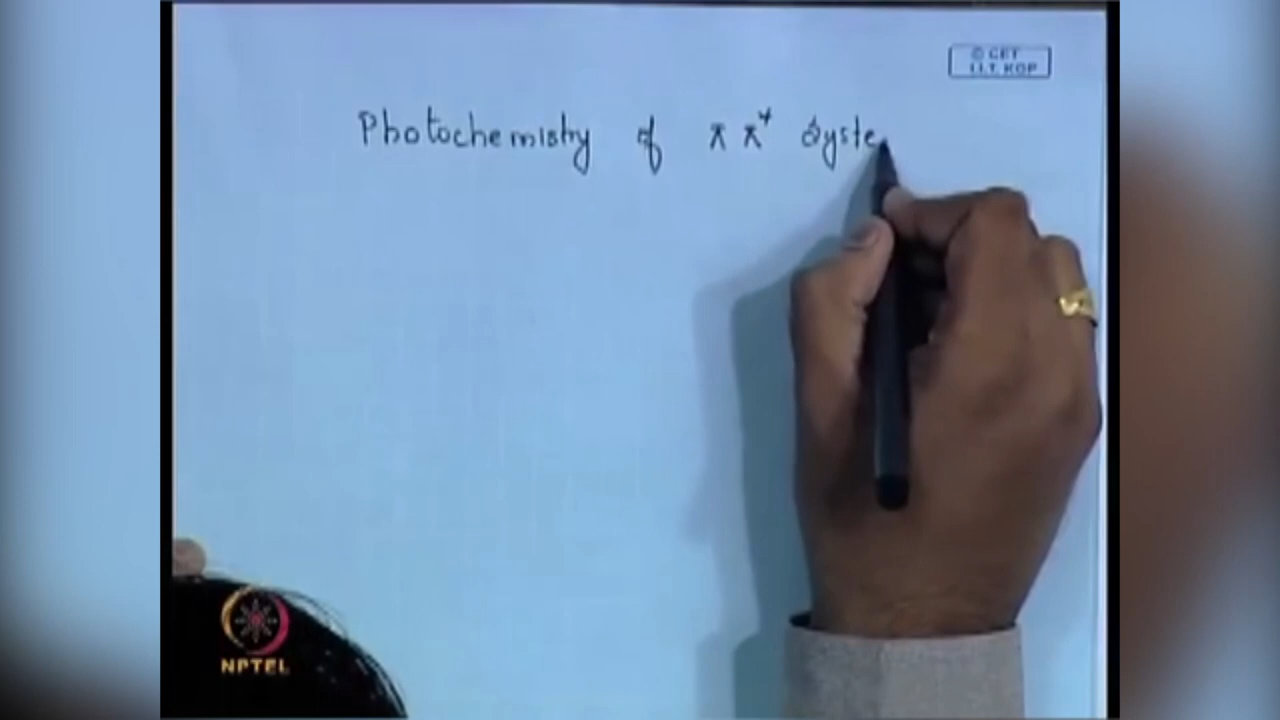 © CET
I.I.T. KGP
Photochemistry of π π* Syste
NPTEL